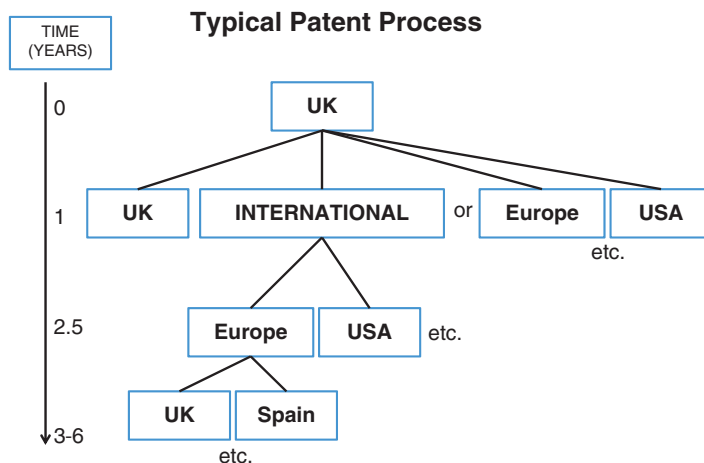 Typical Patent Process
TIME
(YEARS)
0
UK
1
UK
INTERNATIONAL
or
Europe
USA
etc.
2.5
Europe
USA
etc.
UK
Spain
3-6
etc.